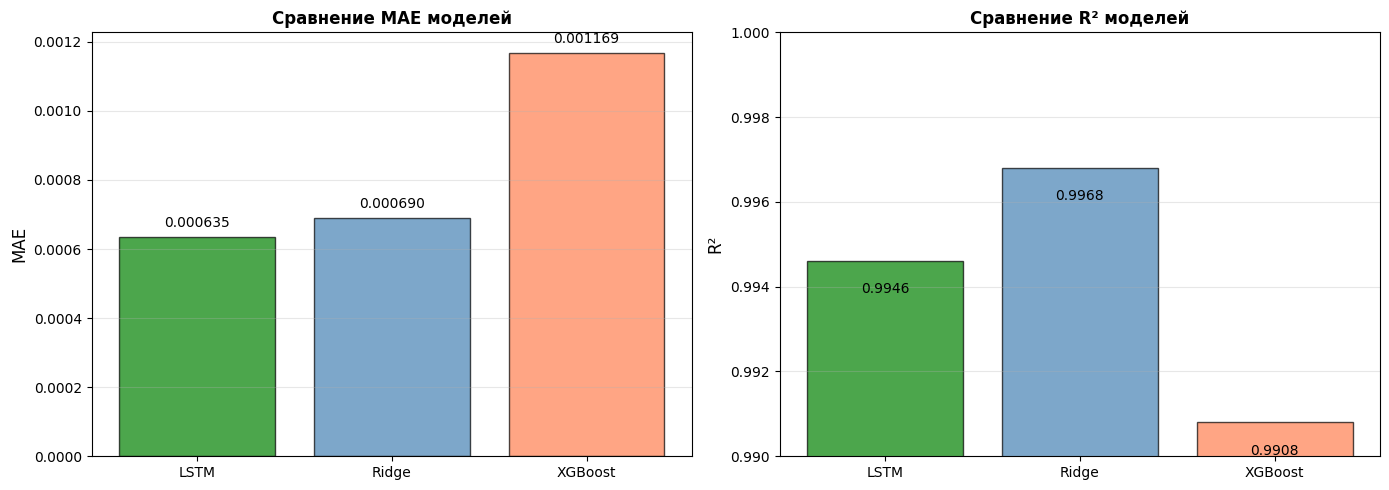 Сравнение MAE моделей
MAE
0.0012
0.0010
0.0008
0.0006
0.0004
0.0002
0.0000
0.000635
0.000690
0.001169
LSTM
Ridge
XGBoost
Сравнение R² моделей
R²
1.000
0.998
0.996
0.994
0.992
0.990
0.9946
0.9968
0.9908
LSTM
Ridge
XGBoost